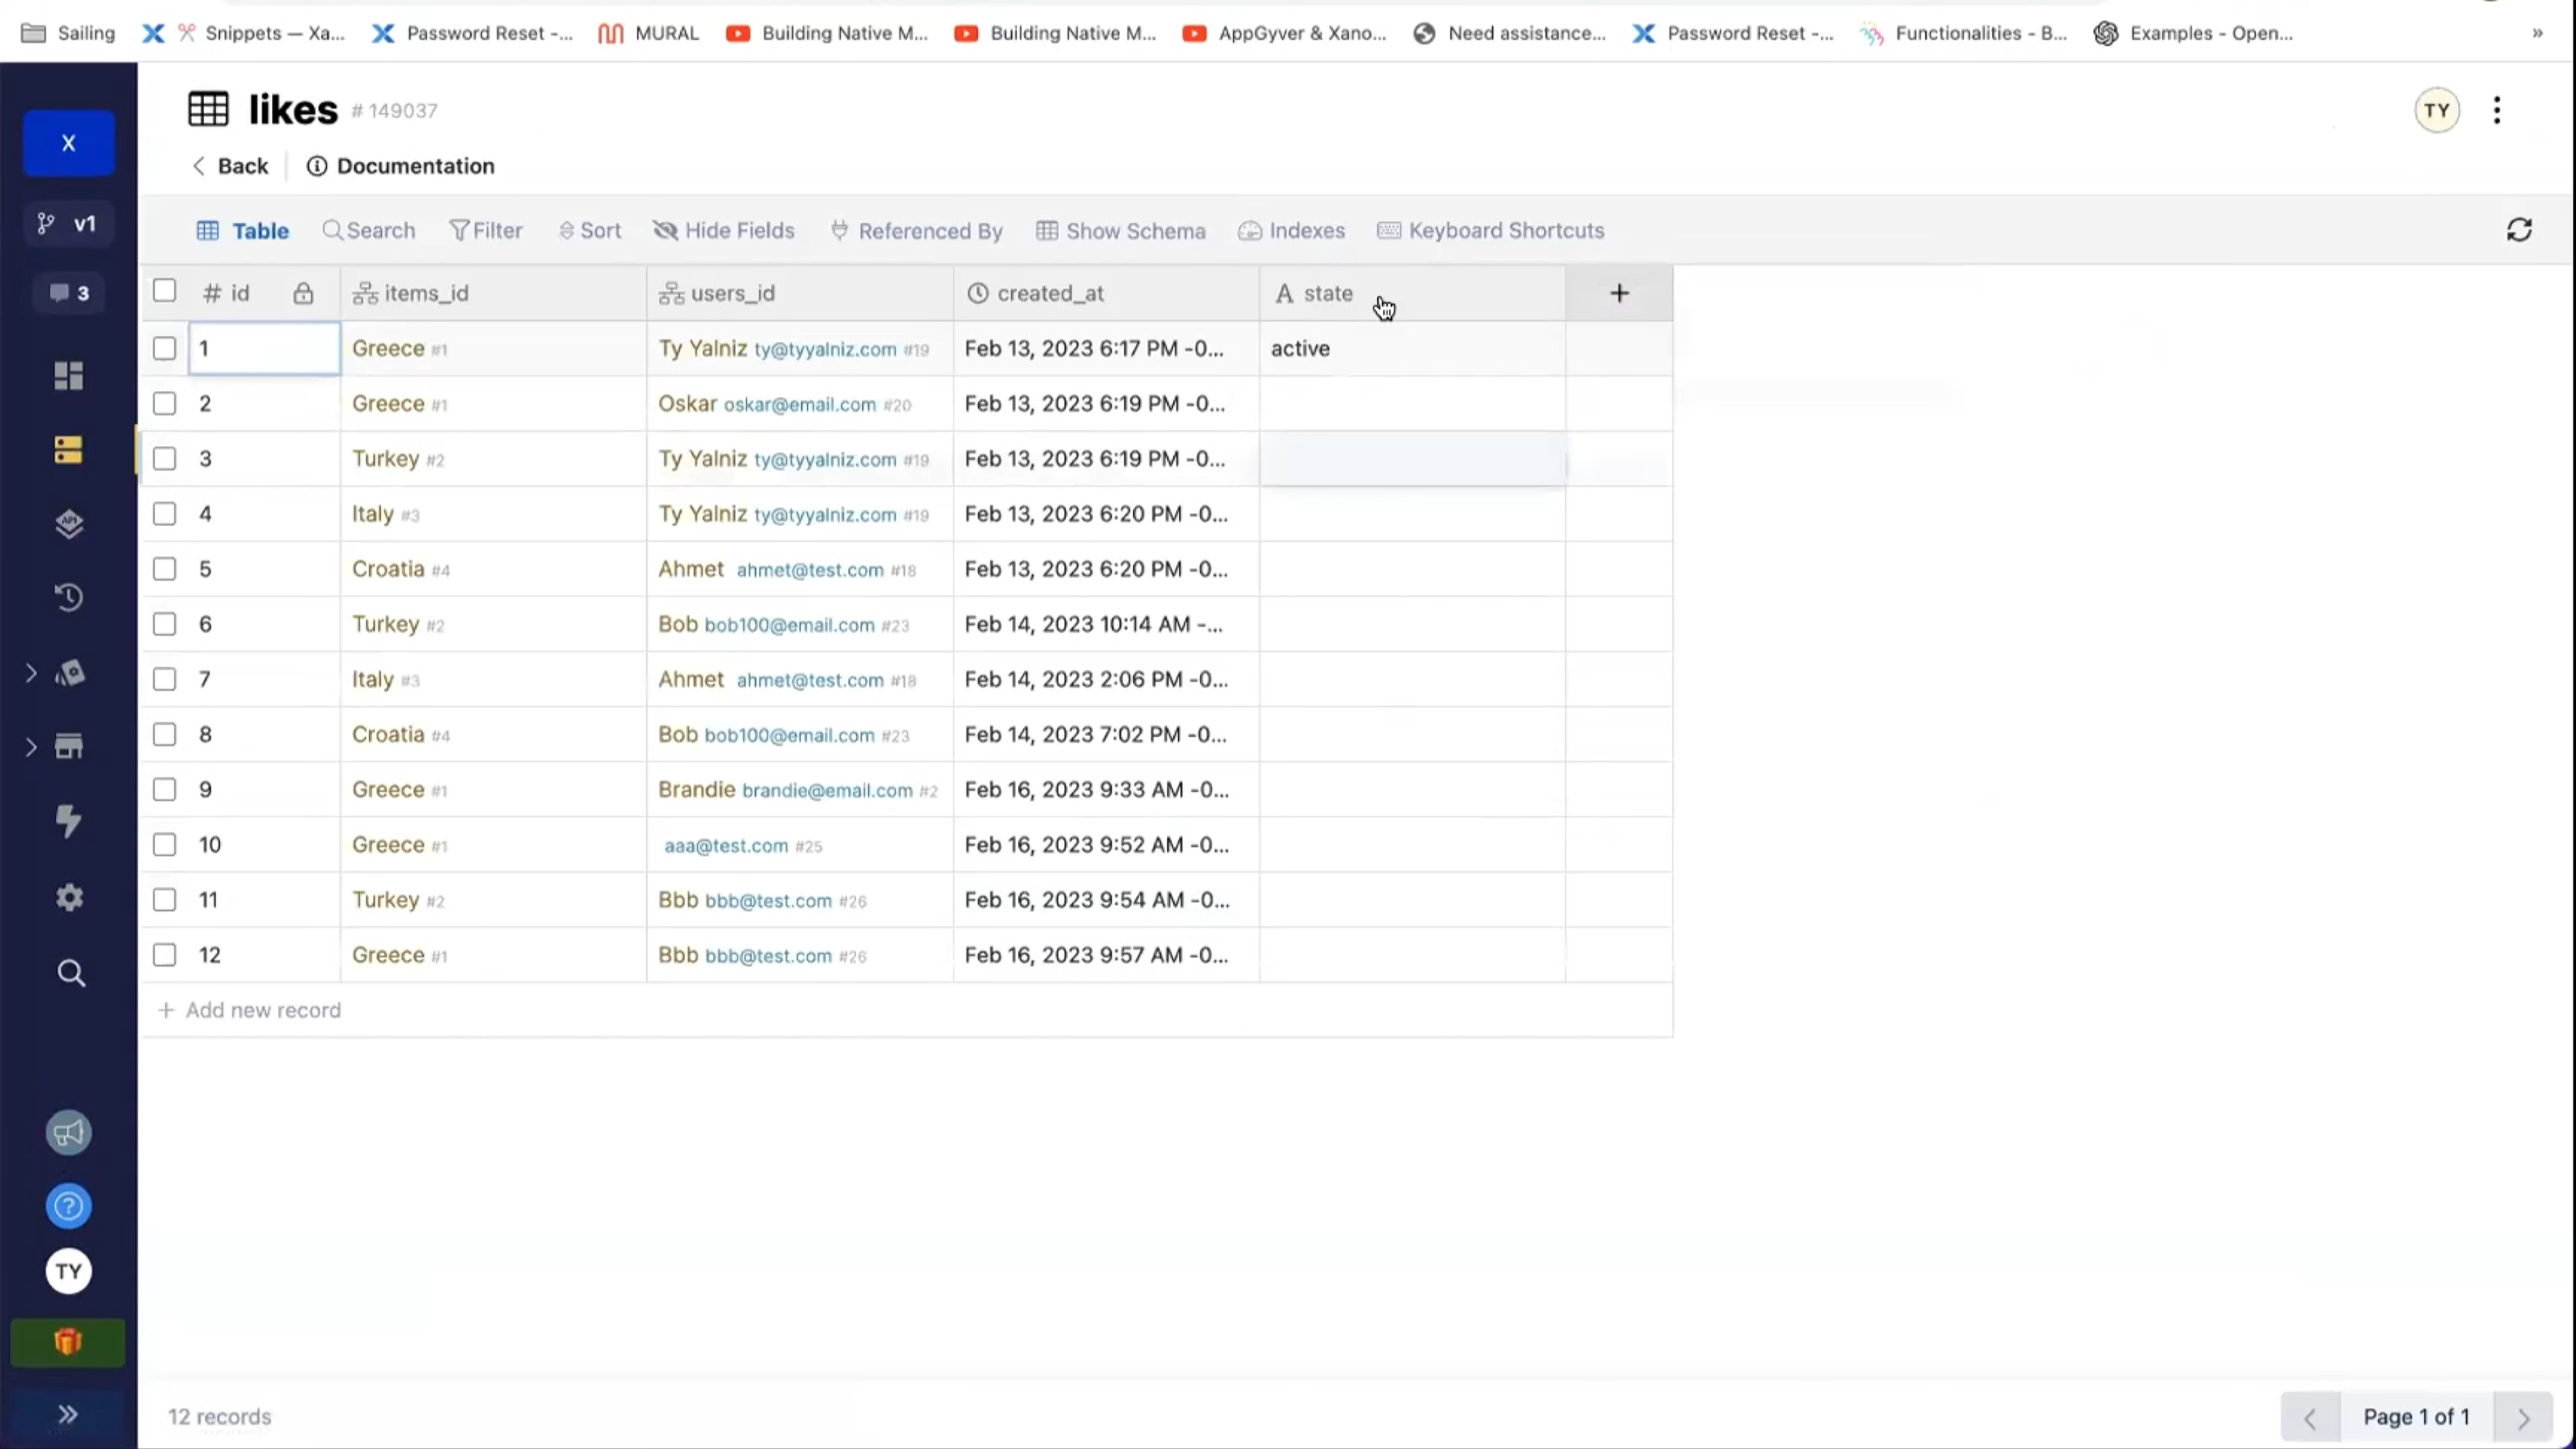 Sailing Snippets — Xa... Password Reset -... MURAL Building Native M... Building Native M... AppGyver & Xano... Need assistance... Password Reset -... Functionalities - B... Examples - Open... »
likes # 149037 TY
X
Back Documentation
v1 Table Search Filter Sort Hide Fields Referenced By Show Schema Indexes Keyboard Shortcuts
3 # id items_id users_id created_at A state +
1 Greece #1 Ty Yalniz ty@tyyalniz.com #19 Feb 13, 2023 6:17 PM -0... active
2 Greece #1 Oskar oskar@email.com #20 Feb 13, 2023 6:19 PM -0...
3 Turkey #2 Ty Yalniz ty@tyyalniz.com #19 Feb 13, 2023 6:19 PM -0...
4 Italy #3 Ty Yalniz ty@tyyalniz.com #19 Feb 13, 2023 6:20 PM -0...
API
5 Croatia #4 Ahmet ahmet@test.com #18 Feb 13, 2023 6:20 PM -0...
6 Turkey #2 Bob bob100@email.com #23 Feb 14, 2023 10:14 AM -...
7 Italy #3 Ahmet ahmet@test.com #18 Feb 14, 2023 2:06 PM -0...
8 Croatia #4 Bob bob100@email.com #23 Feb 14, 2023 7:02 PM -0...
9 Greece #1 Brandie brandie@email.com #2 Feb 16, 2023 9:33 AM -0...
10 Greece #1 aaa@test.com #25 Feb 16, 2023 9:52 AM -0...
11 Turkey #2 Bbb bbb@test.com #26 Feb 16, 2023 9:54 AM -0...
12 Greece #1 Bbb bbb@test.com #26 Feb 16, 2023 9:57 AM -0...
+ Add new record
?
TY
12 records Page 1 of 1